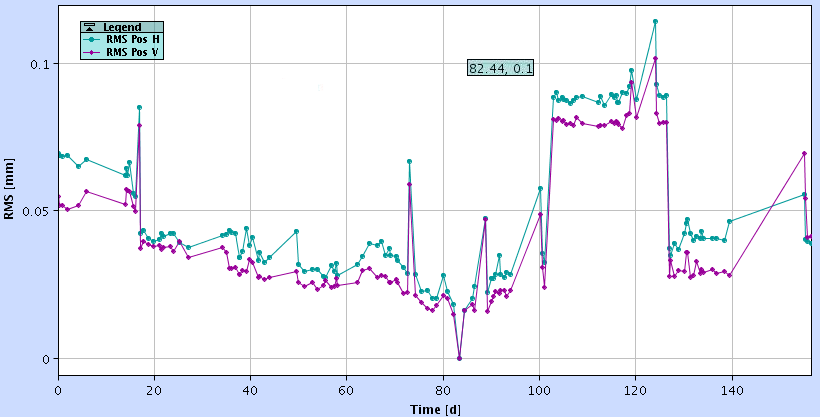 Legend
RMS Pos H
RMS Pos V
82.44, 0.1
0.1
0.05
0
RMS [mm]
0 20 40 60 80 100 120 140
Time [d]